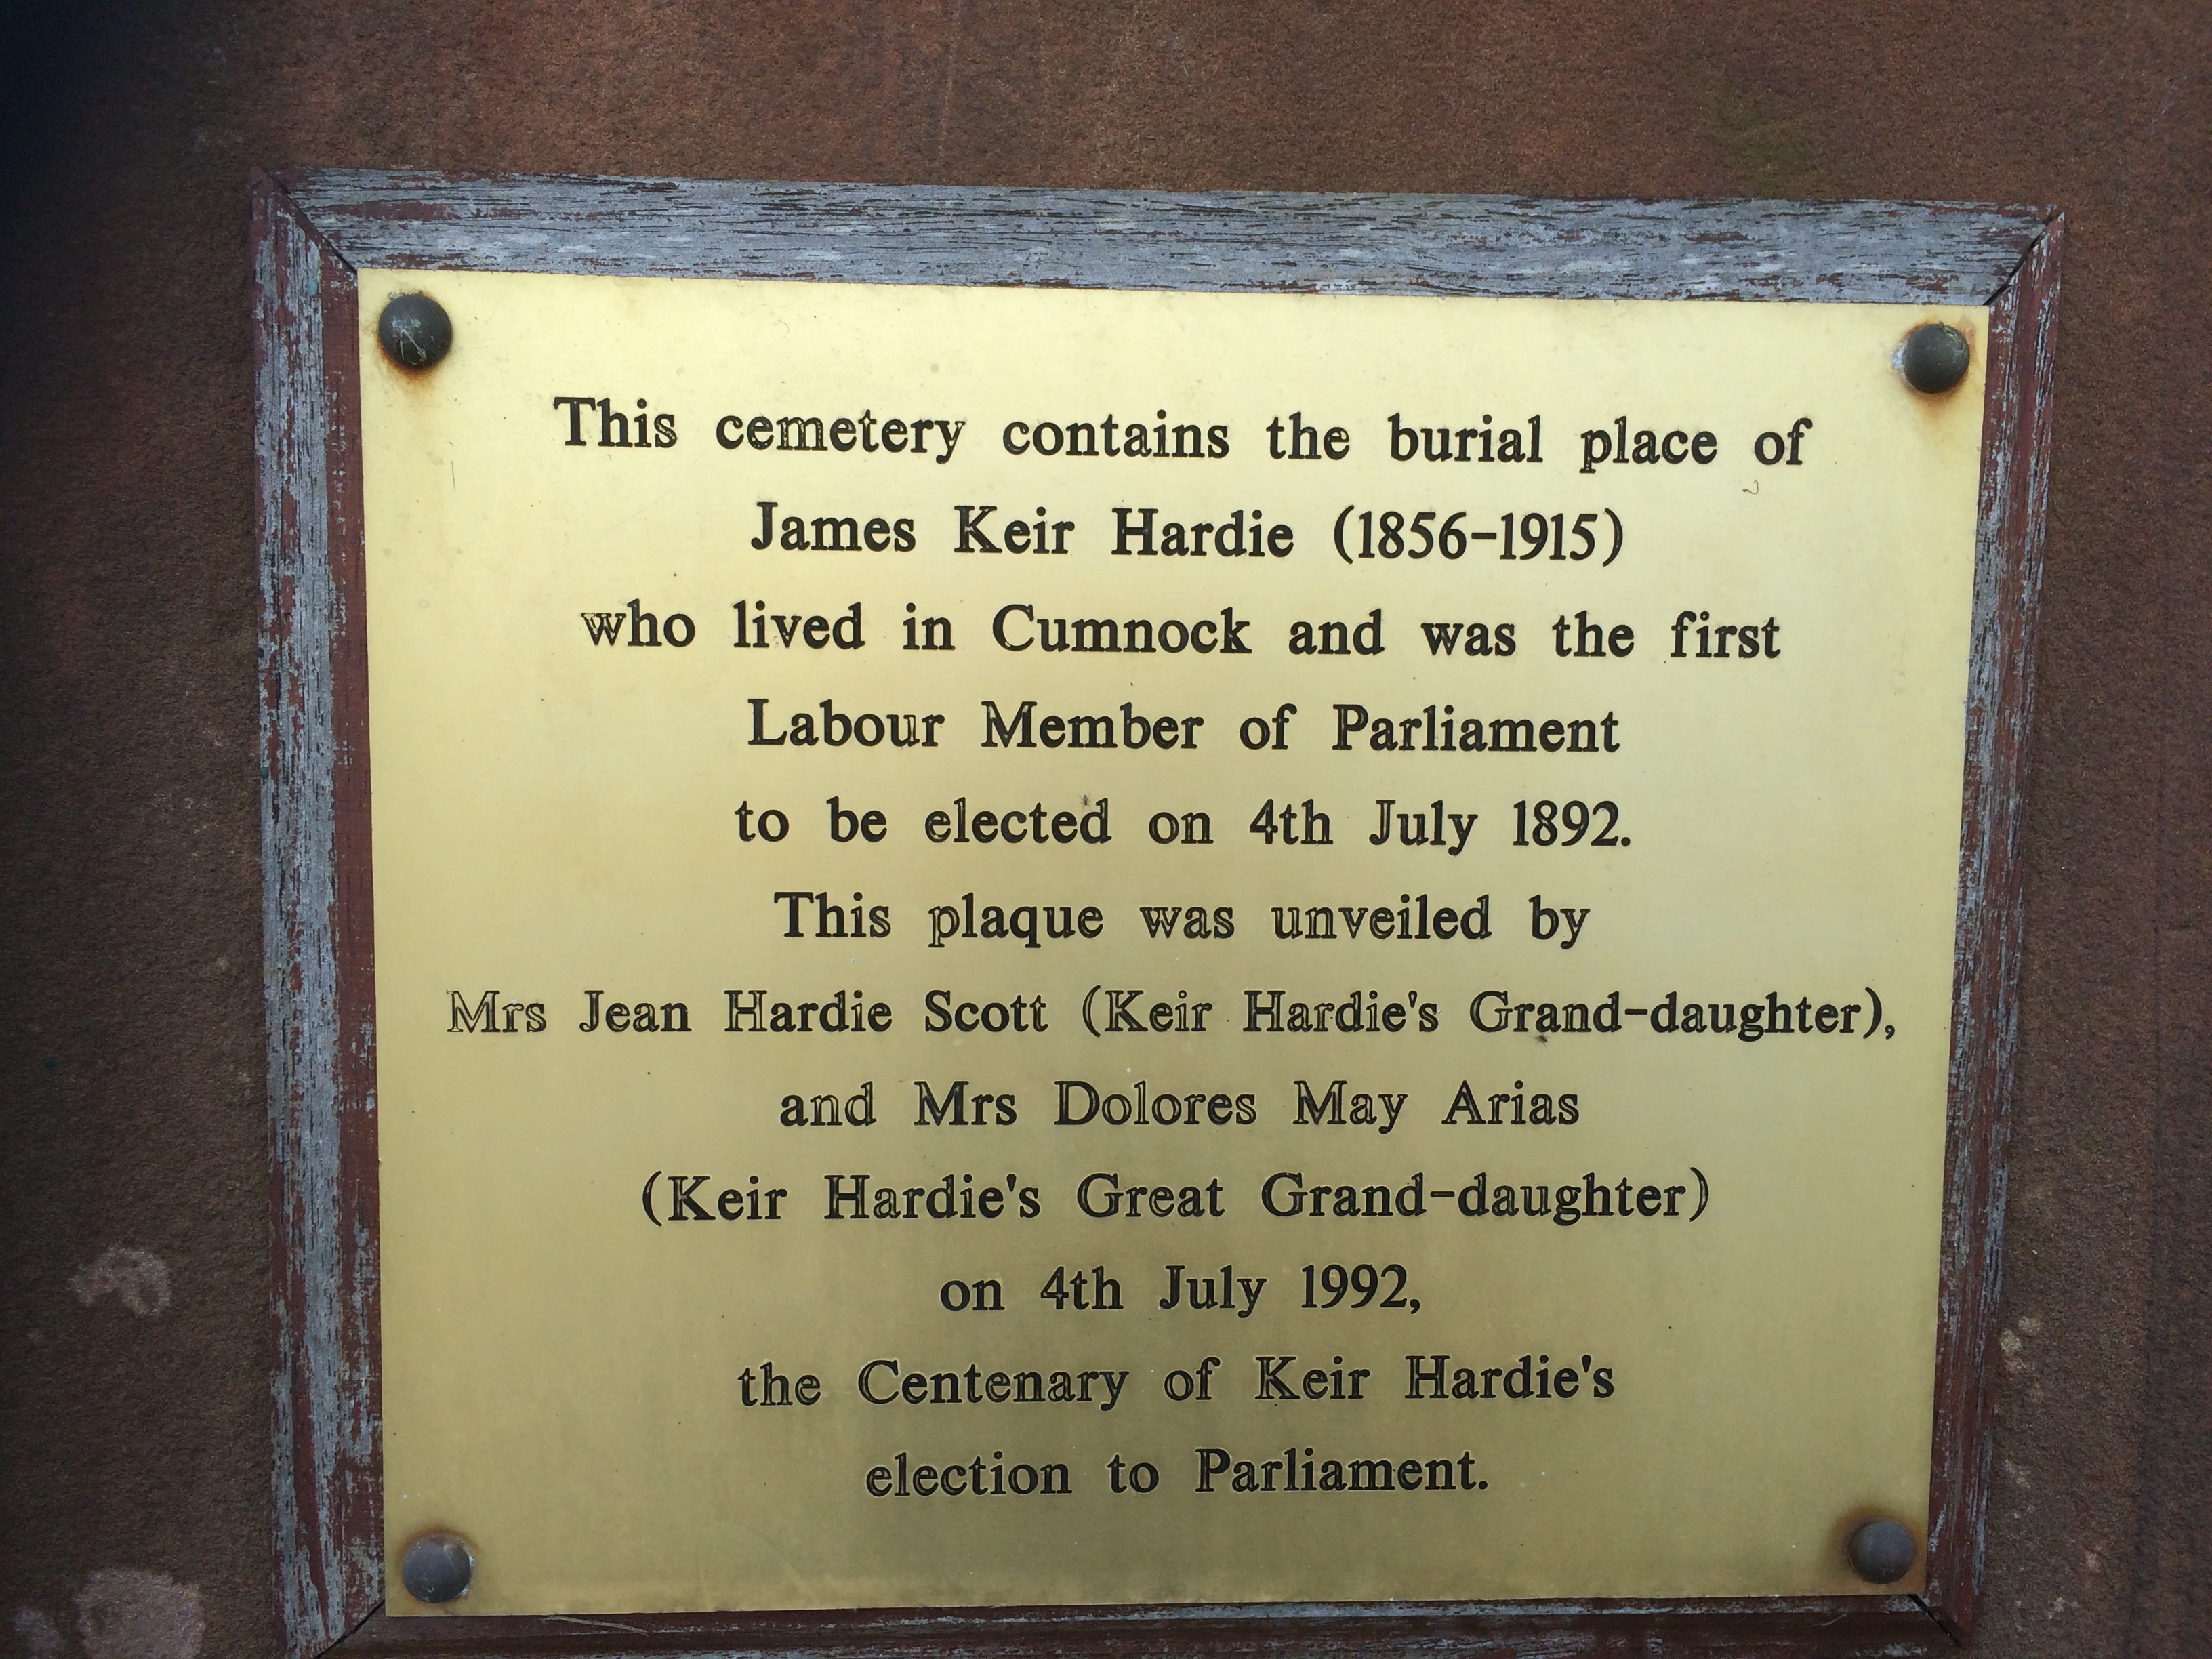 This cemetery contains the burial place of
James Keir Hardie (1856-1915)
who lived in Cumnock and was the first
Labour Member of Parliament
to be elected on 4th July 1892.
This plaque was unveiled by
Mrs Jean Hardie Scott (Keir Hardie's Grand-daughter),
and Mrs Dolores May Arias
(Keir Hardie's Great Grand-daughter)
on 4th July 1992,
the Centenary of Keir Hardie's
election to Parliament.